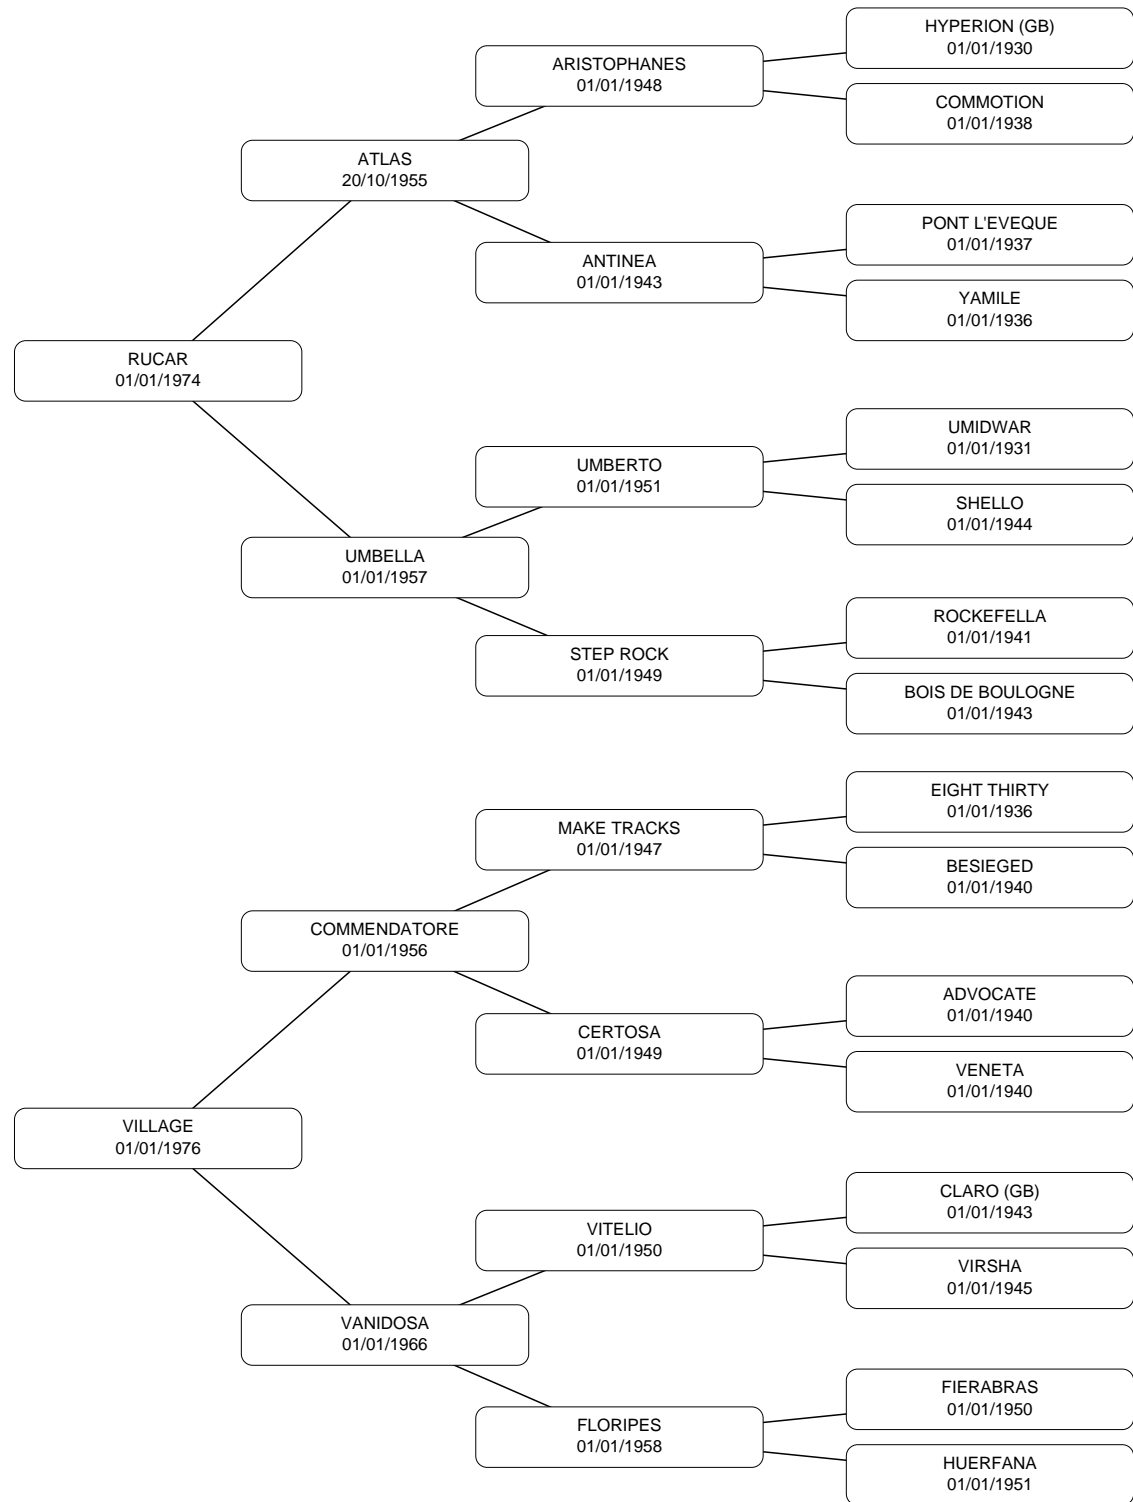 HYPERION (GB)
01/01/1930
ARISTOPHANES
01/01/1948
COMMOTION
01/01/1938
ATLAS
20/10/1955
PONT L'EVEQUE
01/01/1937
ANTINEA
01/01/1943
YAMILE
01/01/1936
RUCAR
01/01/1974
UMIDWAR
01/01/1931
UMBERTO
01/01/1951
SHELLO
01/01/1944
UMBELLA
01/01/1957
ROCKEFELLA
01/01/1941
STEP ROCK
01/01/1949
BOIS DE BOULOGNE
01/01/1943
EIGHT THIRTY
01/01/1936
MAKE TRACKS
01/01/1947
BESIEGED
01/01/1940
COMMENDATORE
01/01/1956
ADVOCATE
01/01/1940
CERTOSA
01/01/1949
VENETA
01/01/1940
VILLAGE
01/01/1976
CLARO (GB)
01/01/1943
VITELIO
01/01/1950
VIRSHA
01/01/1945
VANIDOSA
01/01/1966
FIERABRAS
01/01/1950
FLORIPES
01/01/1958
HUERFANA
01/01/1951